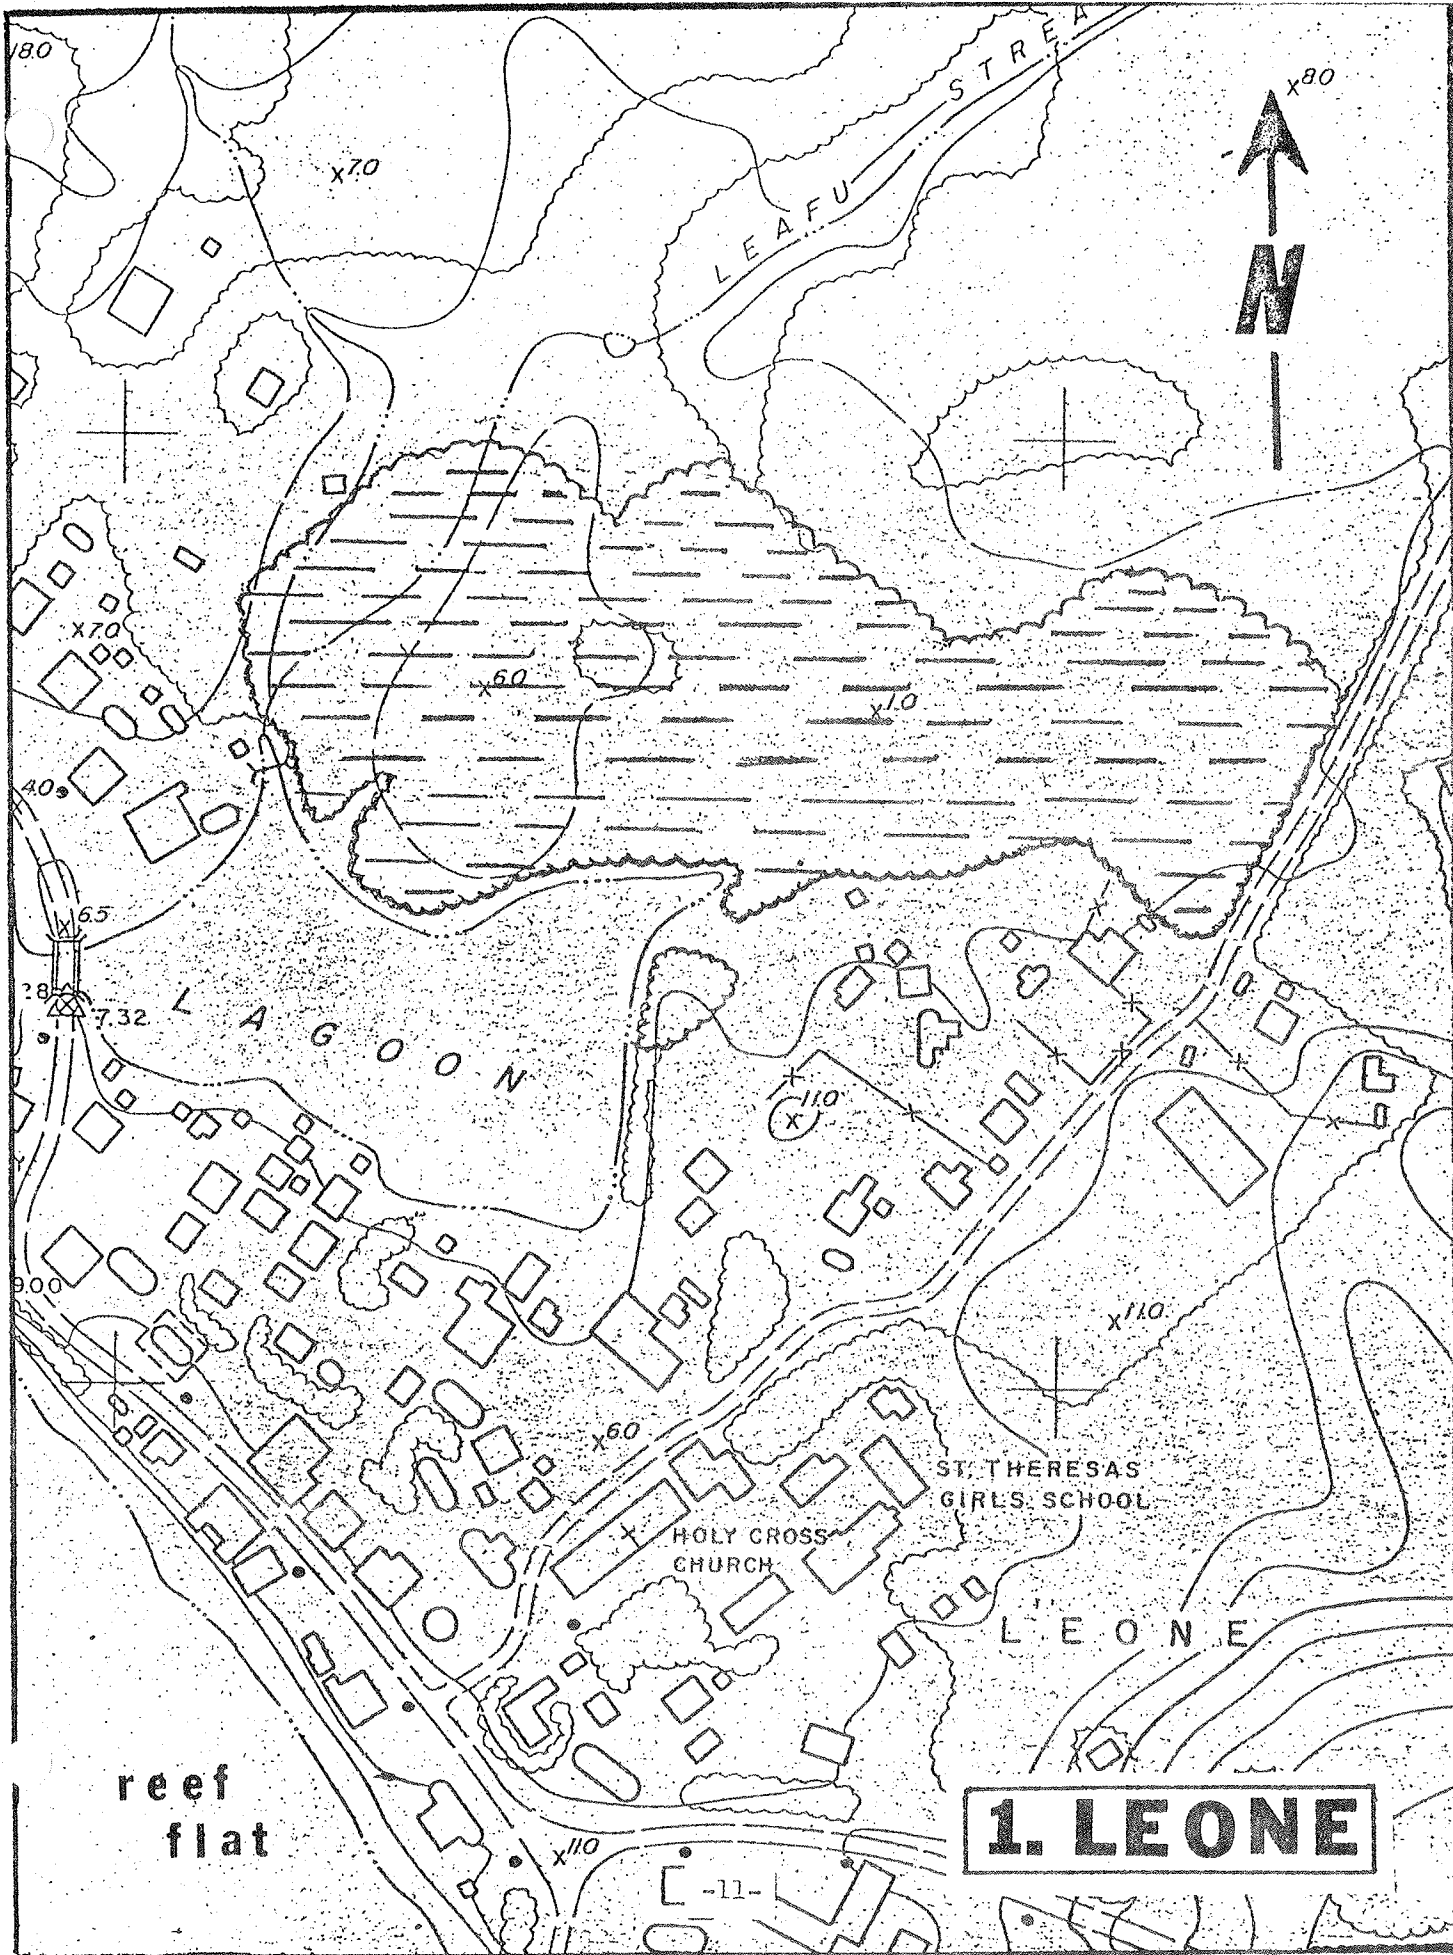 18.0
x8.0
LEAFU STREA
x7.0
N
x7.0
x6.0
x1.0
4.0
x6.5
7.32
LAGOON
x11.0
9.00
x11.0
x6.0
ST. THERESAS
GIRLS SCHOOL
HOLY CROSS
CHURCH
LEONE
reef
flat
1. LEONE
x11.0
-11-